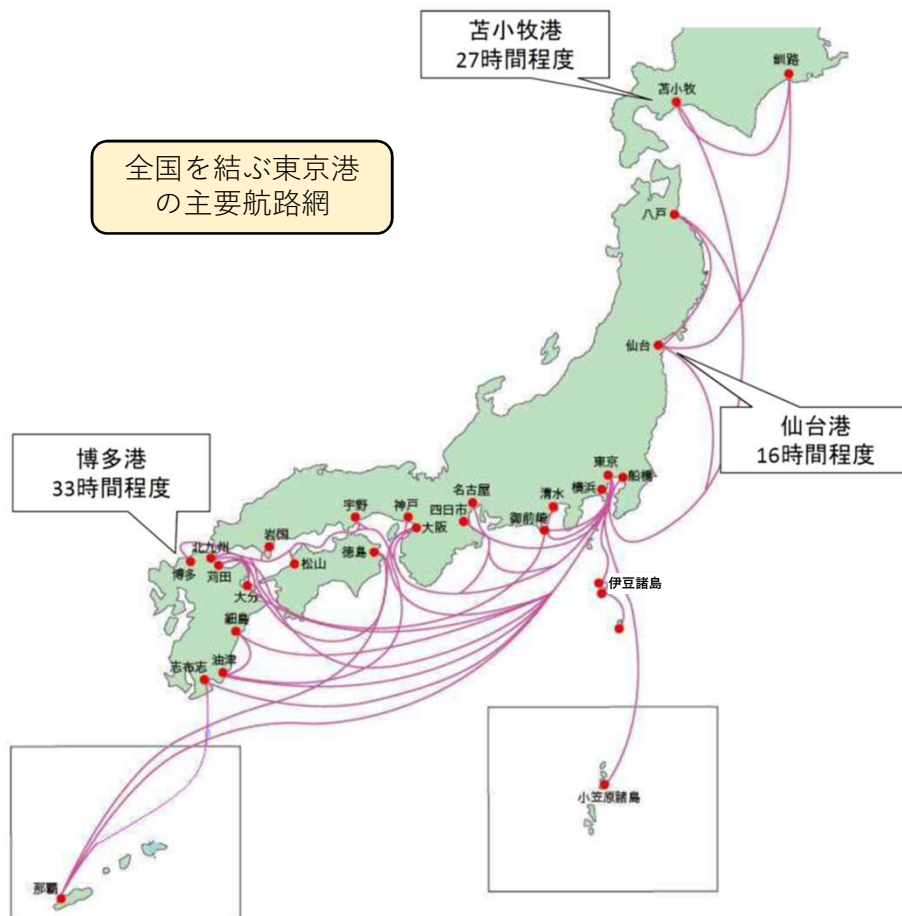 苫小牧港
27時間程度
釧路
苫小牧
全国を結ぶ東京港
の主要航路網
八戸
仙台
仙台港
16時間程度
博多港
33時間程度
東京
船橋
横浜
名古屋
清水
四日市
御前崎
宇野
神戸
大阪
岩国
徳島
松山
北九州
博多
苅田
大分
伊豆諸島
細島
油津
志布志
小笠原諸島
那覇